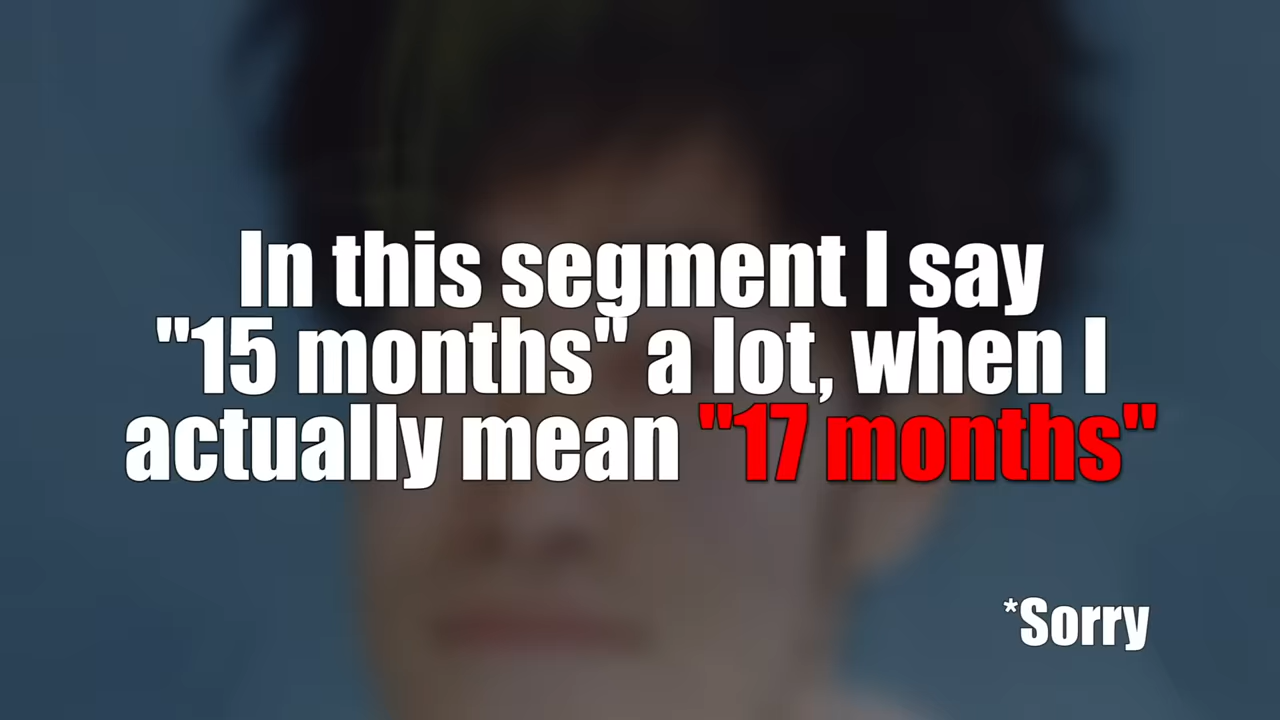 In this segment I say
"15 months" a lot, when I
actually mean "17 months"
*Sorry